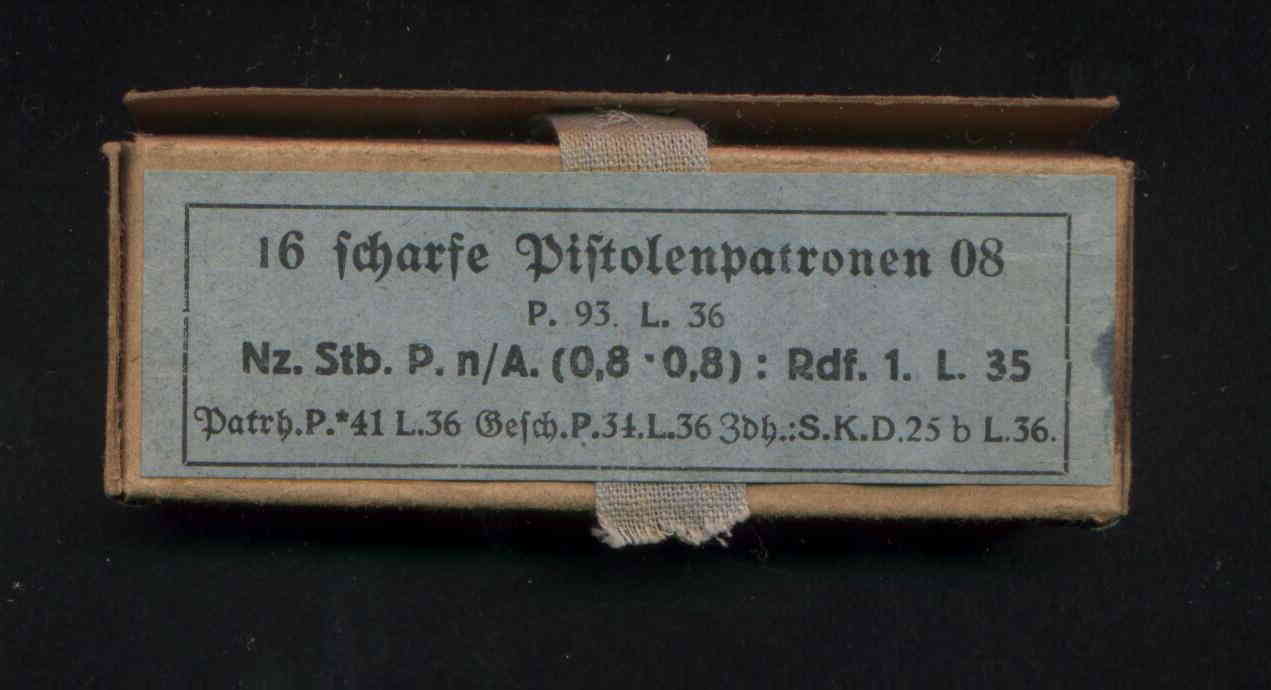 16 scharfe Pistolenpatronen 08
P. 93. L. 36
Nz. Stb. P. n/A. (0,8 · 0,8) : Rdf. 1. L. 35
Patrh.P.*41 L.36 Gesch.P.34.L.36 Zdh.:S.K.D.25 b L.36.